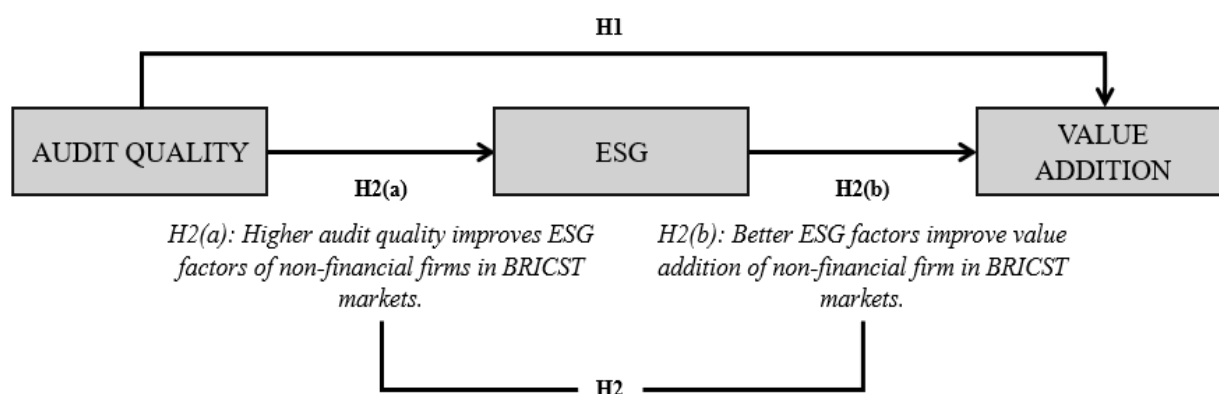 H1
AUDIT QUALITY
ESG
VALUE
ADDITION
H2(a)
H2(b)
H2(a): Higher audit quality improves ESG
factors of non-financial firms in BRICST
markets.
H2(b): Better ESG factors improve value
addition of non-financial firm in BRICST
markets.
H2